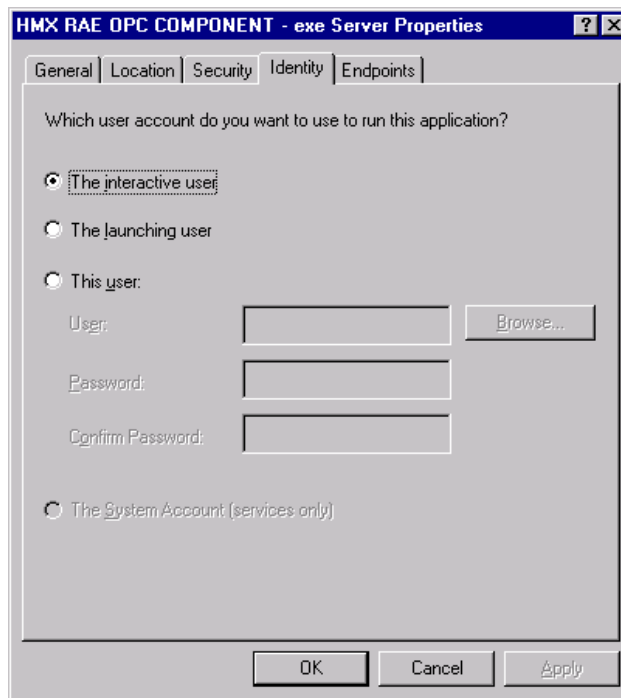 HMX RAE OPC COMPONENT - exe Server Properties
General Location Security Identity Endpoints
Which user account do you want to use to run this application?
The interactive user
The launching user
This user:
User:
Browse...
Password:
Confirm Password:
The System Account (services only)
OK Cancel Apply